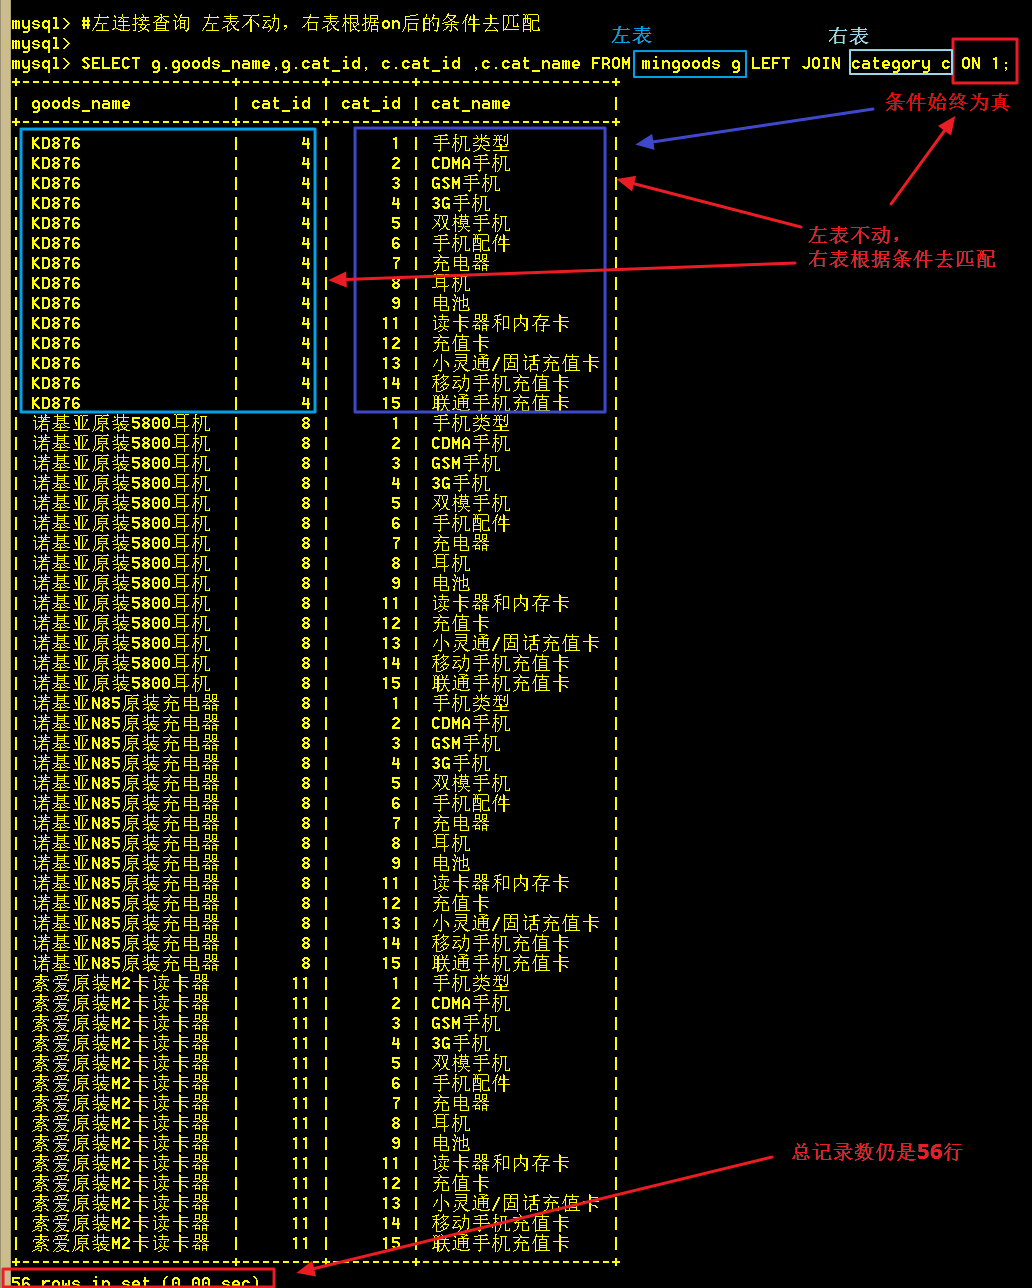 mysql> #左连接查询 左表不动，右表根据on后的条件去匹配
mysql>
左表 右表
mysql> SELECT g.goods_name,g.cat_id, c.cat_id ,c.cat_name FROM mingoods g LEFT JOIN category c ON 1;
+--------------------+--------+--------+-------------------+
| goods_name | cat_id | cat_id | cat_name |
+--------------------+--------+--------+-------------------+
条件始终为真
| KD876 | 4 | 1 | 手机类型 |
| KD876 | 4 | 2 | CDMA手机 |
| KD876 | 4 | 3 | GSM手机 |
| KD876 | 4 | 4 | 3G手机 |
| KD876 | 4 | 5 | 双模手机 |
| KD876 | 4 | 6 | 手机配件 |
| KD876 | 4 | 7 | 充电器 |
| KD876 | 4 | 8 | 耳机 |
| KD876 | 4 | 9 | 电池 |
| KD876 | 4 | 11 | 读卡器和内存卡 |
| KD876 | 4 | 12 | 充值卡 |
| KD876 | 4 | 13 | 小灵通/固话充值卡 |
| KD876 | 4 | 14 | 移动手机充值卡 |
| KD876 | 4 | 15 | 联通手机充值卡 |
左表不动，
右表根据条件去匹配
| 诺基亚原装5800耳机 | 8 | 1 | 手机类型 |
| 诺基亚原装5800耳机 | 8 | 2 | CDMA手机 |
| 诺基亚原装5800耳机 | 8 | 3 | GSM手机 |
| 诺基亚原装5800耳机 | 8 | 4 | 3G手机 |
| 诺基亚原装5800耳机 | 8 | 5 | 双模手机 |
| 诺基亚原装5800耳机 | 8 | 6 | 手机配件 |
| 诺基亚原装5800耳机 | 8 | 7 | 充电器 |
| 诺基亚原装5800耳机 | 8 | 8 | 耳机 |
| 诺基亚原装5800耳机 | 8 | 9 | 电池 |
| 诺基亚原装5800耳机 | 8 | 11 | 读卡器和内存卡 |
| 诺基亚原装5800耳机 | 8 | 12 | 充值卡 |
| 诺基亚原装5800耳机 | 8 | 13 | 小灵通/固话充值卡 |
| 诺基亚原装5800耳机 | 8 | 14 | 移动手机充值卡 |
| 诺基亚原装5800耳机 | 8 | 15 | 联通手机充值卡 |
| 诺基亚N85原装充电器 | 8 | 1 | 手机类型 |
| 诺基亚N85原装充电器 | 8 | 2 | CDMA手机 |
| 诺基亚N85原装充电器 | 8 | 3 | GSM手机 |
| 诺基亚N85原装充电器 | 8 | 4 | 3G手机 |
| 诺基亚N85原装充电器 | 8 | 5 | 双模手机 |
| 诺基亚N85原装充电器 | 8 | 6 | 手机配件 |
| 诺基亚N85原装充电器 | 8 | 7 | 充电器 |
| 诺基亚N85原装充电器 | 8 | 8 | 耳机 |
| 诺基亚N85原装充电器 | 8 | 9 | 电池 |
| 诺基亚N85原装充电器 | 8 | 11 | 读卡器和内存卡 |
| 诺基亚N85原装充电器 | 8 | 12 | 充值卡 |
| 诺基亚N85原装充电器 | 8 | 13 | 小灵通/固话充值卡 |
| 诺基亚N85原装充电器 | 8 | 14 | 移动手机充值卡 |
| 诺基亚N85原装充电器 | 8 | 15 | 联通手机充值卡 |
| 索爱原装M2卡读卡器 | 11 | 1 | 手机类型 |
| 索爱原装M2卡读卡器 | 11 | 2 | CDMA手机 |
| 索爱原装M2卡读卡器 | 11 | 3 | GSM手机 |
| 索爱原装M2卡读卡器 | 11 | 4 | 3G手机 |
| 索爱原装M2卡读卡器 | 11 | 5 | 双模手机 |
| 索爱原装M2卡读卡器 | 11 | 6 | 手机配件 |
| 索爱原装M2卡读卡器 | 11 | 7 | 充电器 |
| 索爱原装M2卡读卡器 | 11 | 8 | 耳机 |
| 索爱原装M2卡读卡器 | 11 | 9 | 电池 |
| 索爱原装M2卡读卡器 | 11 | 11 | 读卡器和内存卡 |
| 索爱原装M2卡读卡器 | 11 | 12 | 充值卡 |
| 索爱原装M2卡读卡器 | 11 | 13 | 小灵通/固话充值卡 |
| 索爱原装M2卡读卡器 | 11 | 14 | 移动手机充值卡 |
| 索爱原装M2卡读卡器 | 11 | 15 | 联通手机充值卡 |
总记录数仍是56行
+--------------------+--------+--------+-------------------+
56 rows in set (0.00 sec)